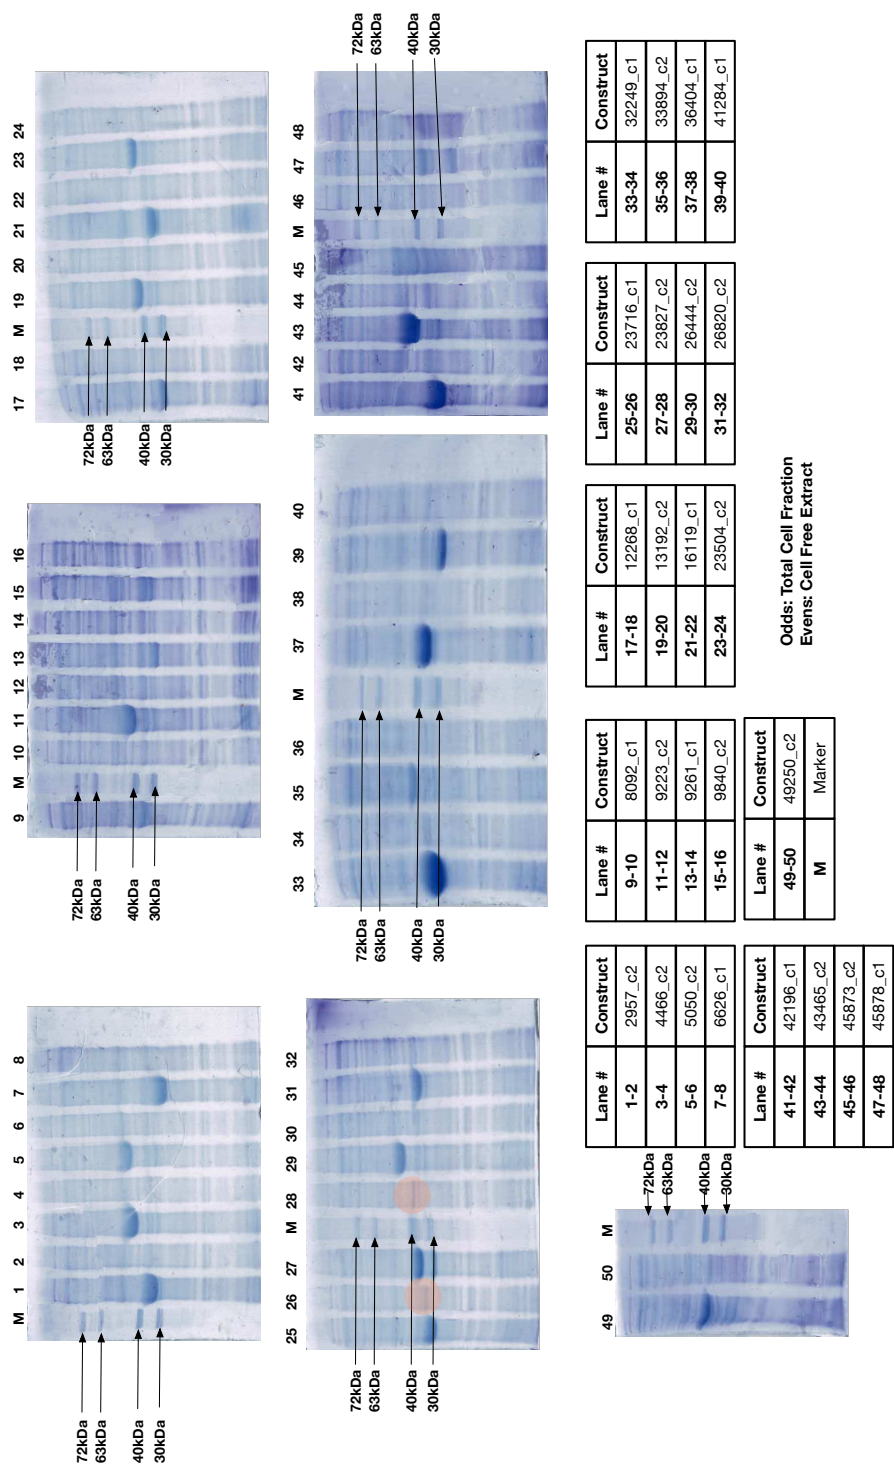 M 1 2 3 4 5 6 7 8
72kDa
63kDa
40kDa
30kDa
9 M 10 11 12 13 14 15 16
72kDa
63kDa
40kDa
30kDa
17 18 M 19 20 21 22 23 24
72kDa
63kDa
40kDa
30kDa
25 26 27 M 28 29 30 31 32
72kDa
63kDa
40kDa
30kDa
33 34 35 36 M 37 38 39 40
72kDa
63kDa
40kDa
30kDa
41 42 43 44 45 M 46 47 48
72kDa
63kDa
40kDa
30kDa
49 50 M
72kDa
63kDa
40kDa
30kDa
Lane # Construct
1-2 2957_c2
3-4 4466_c2
5-6 5050_c2
7-8 6626_c1
Lane # Construct
9-10 8092_c1
11-12 9223_c2
13-14 9261_c1
15-16 9840_c2
Lane # Construct
17-18 12268_c1
19-20 13192_c2
21-22 16119_c1
23-24 23504_c2
Lane # Construct
25-26 23716_c1
27-28 23827_c2
29-30 26444_c2
31-32 26820_c2
Lane # Construct
33-34 32249_c1
35-36 33894_c2
37-38 36404_c1
39-40 41284_c1
Lane # Construct
41-42 42196_c1
43-44 43465_c2
45-46 45873_c2
47-48 45878_c1
Lane # Construct
49-50 49250_c2
M Marker
Odds: Total Cell Fraction
Evens: Cell Free Extract